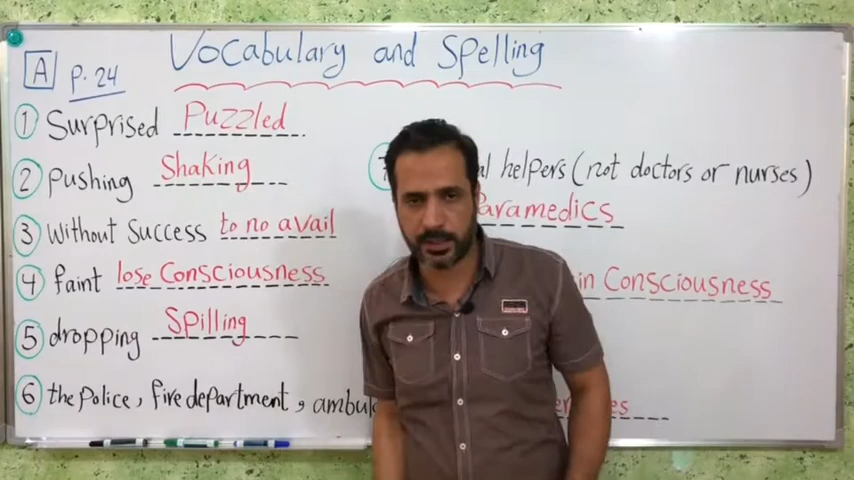 A P. 24 Vocabulary and Spelling
1 Surprised Puzzled
2 pushing Shaking
3 Without Success to no avail
4 faint lose Consciousness
5 dropping Spilling
6 the Police, fire department,
helpers (not doctors or nurses)
Paramedics
Consciousness